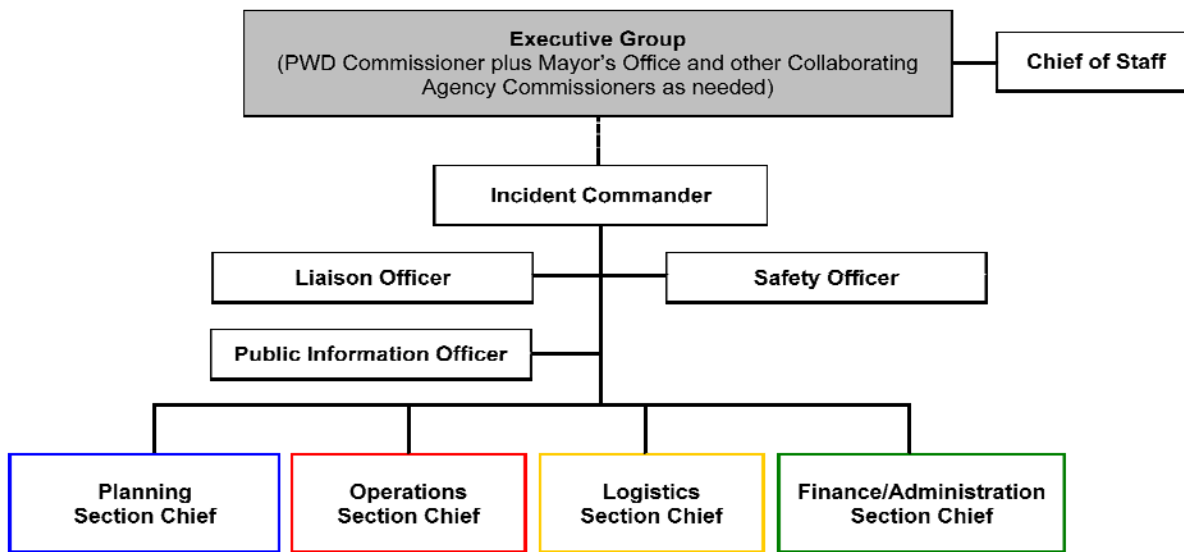 Executive Group
(PWD Commissioner plus Mayor's Office and other Collaborating
Agency Commissioners as needed)
Chief of Staff
Incident Commander
Liaison Officer
Safety Officer
Public Information Officer
Planning
Section Chief
Operations
Section Chief
Logistics
Section Chief
Finance/Administration
Section Chief